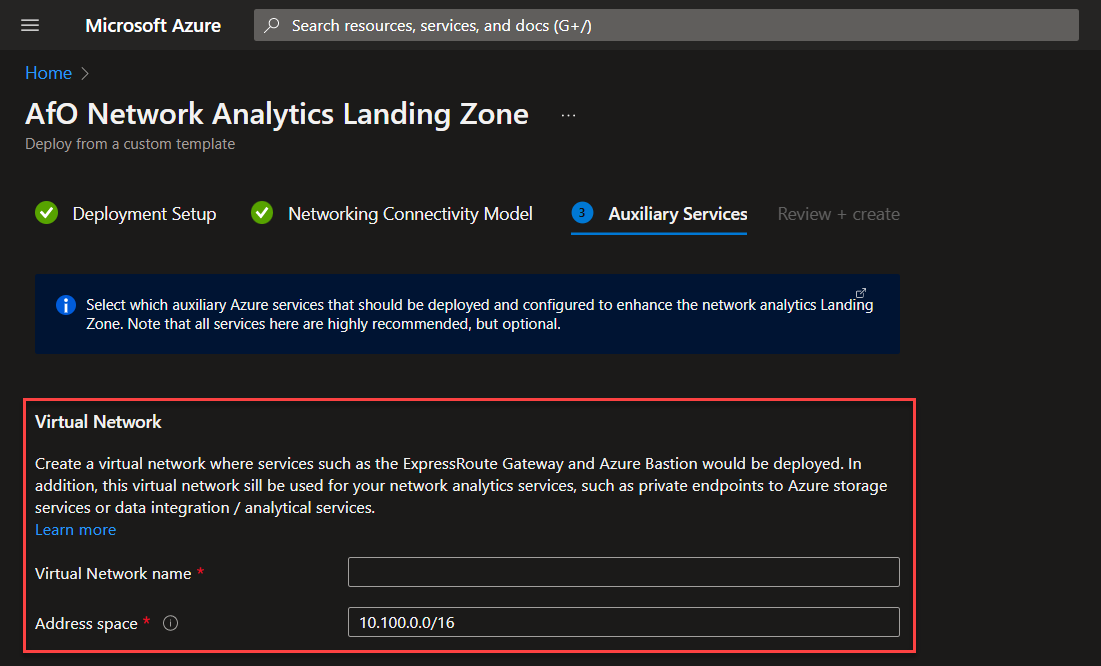 Microsoft Azure
Search resources, services, and docs (G+/)
Home
AfO Network Analytics Landing Zone
...
Deploy from a custom template
Deployment Setup
Networking Connectivity Model
3
Auxiliary Services
Review + create
Select which auxiliary Azure services that should be deployed and configured to enhance the network analytics Landing
Zone. Note that all services here are highly recommended, but optional.
Virtual Network
Create a virtual network where services such as the ExpressRoute Gateway and Azure Bastion would be deployed. In
addition, this virtual network sill be used for your network analytics services, such as private endpoints to Azure storage
services or data integration / analytical services.
Learn more
Virtual Network name *
Address space *
10.100.0.0/16